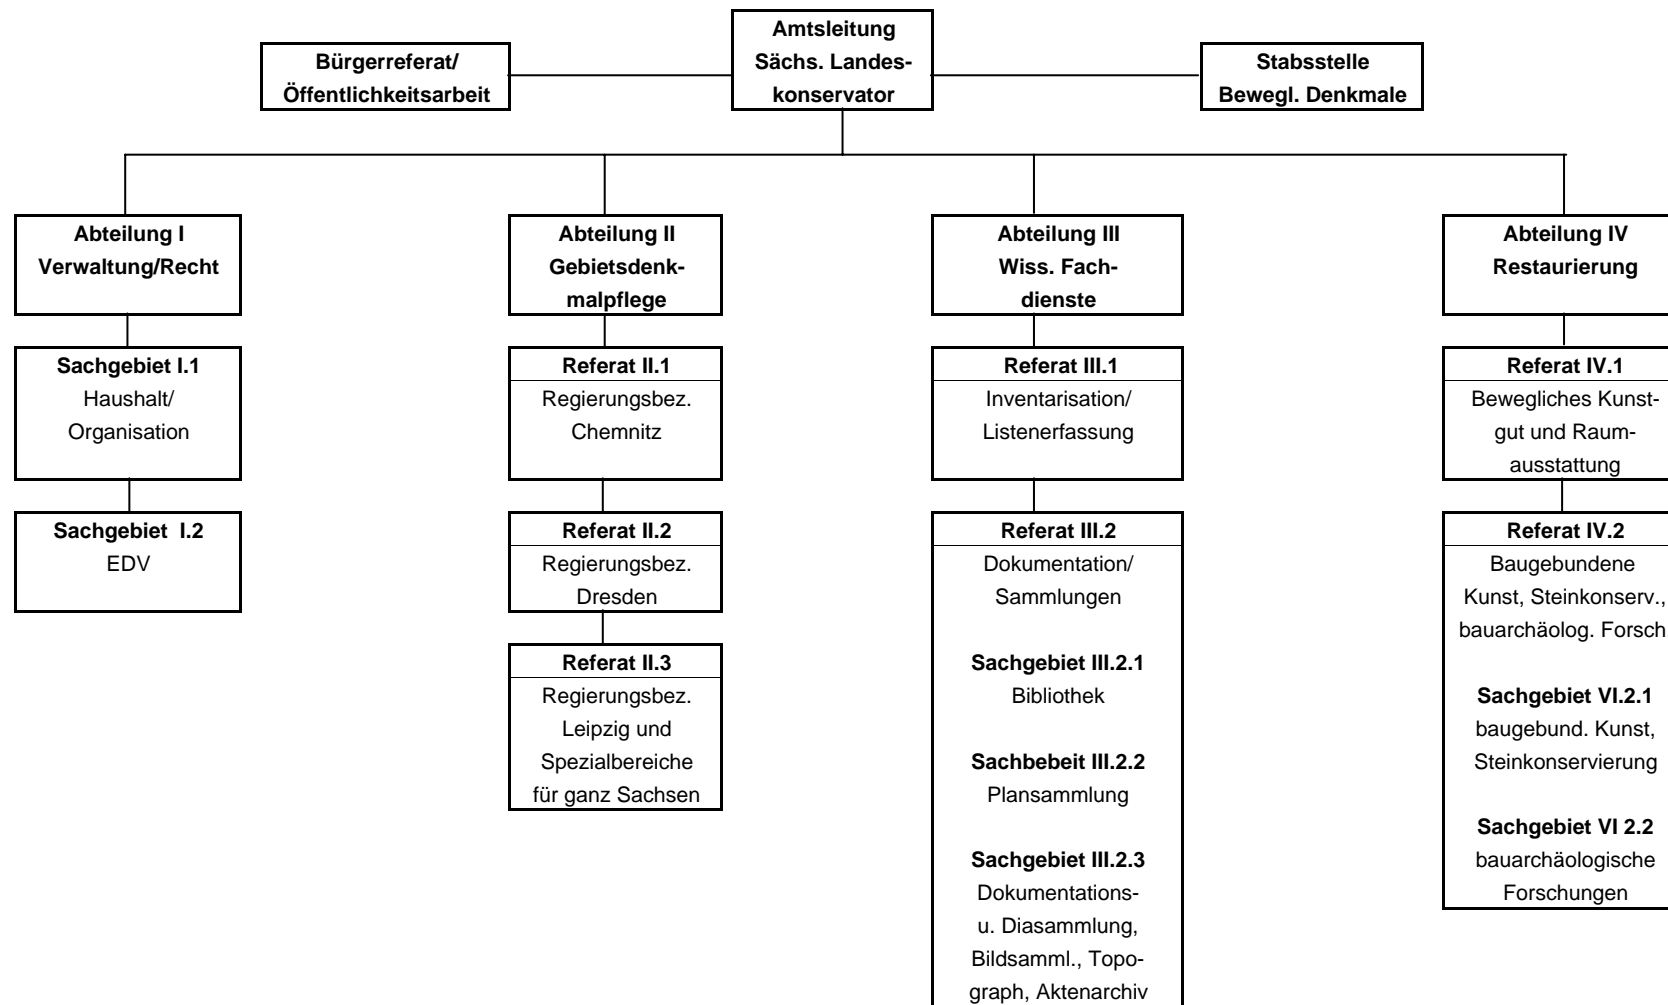 Amtsleitung
Sächs. Landes-
konservator
Bürgerreferat/
Öffentlichkeitsarbeit
Stabsstelle
Bewegl. Denkmale
Abteilung I
Verwaltung/Recht
Sachgebiet I.1
Haushalt/
Organisation
Sachgebiet  I.2
EDV
Abteilung II
Gebietsdenk-
malpflege
Referat II.1
Regierungsbez.
Chemnitz
Referat II.2
Regierungsbez.
Dresden
Referat II.3
Regierungsbez.
Leipzig und
Spezialbereiche
für ganz Sachsen
Abteilung III
Wiss. Fach-
dienste
Referat III.1
Inventarisation/
Listenerfassung
Referat III.2
Dokumentation/
Sammlungen
Sachgebiet III.2.1
Bibliothek
Sachbebeit III.2.2
Plansammlung
Sachgebiet III.2.3
Dokumentations-
u. Diasammlung,
Bildsamml., Topo-
graph, Aktenarchiv
Abteilung IV
Restaurierung
Referat IV.1
Bewegliches Kunst-
gut und Raum-
ausstattung
Referat IV.2
Baugebundene
Kunst, Steinkonserv.,
bauarchäolog. Forsch
Sachgebiet VI.2.1
baugebund. Kunst,
Steinkonservierung
Sachgebiet VI 2.2
bauarchäologische
Forschungen